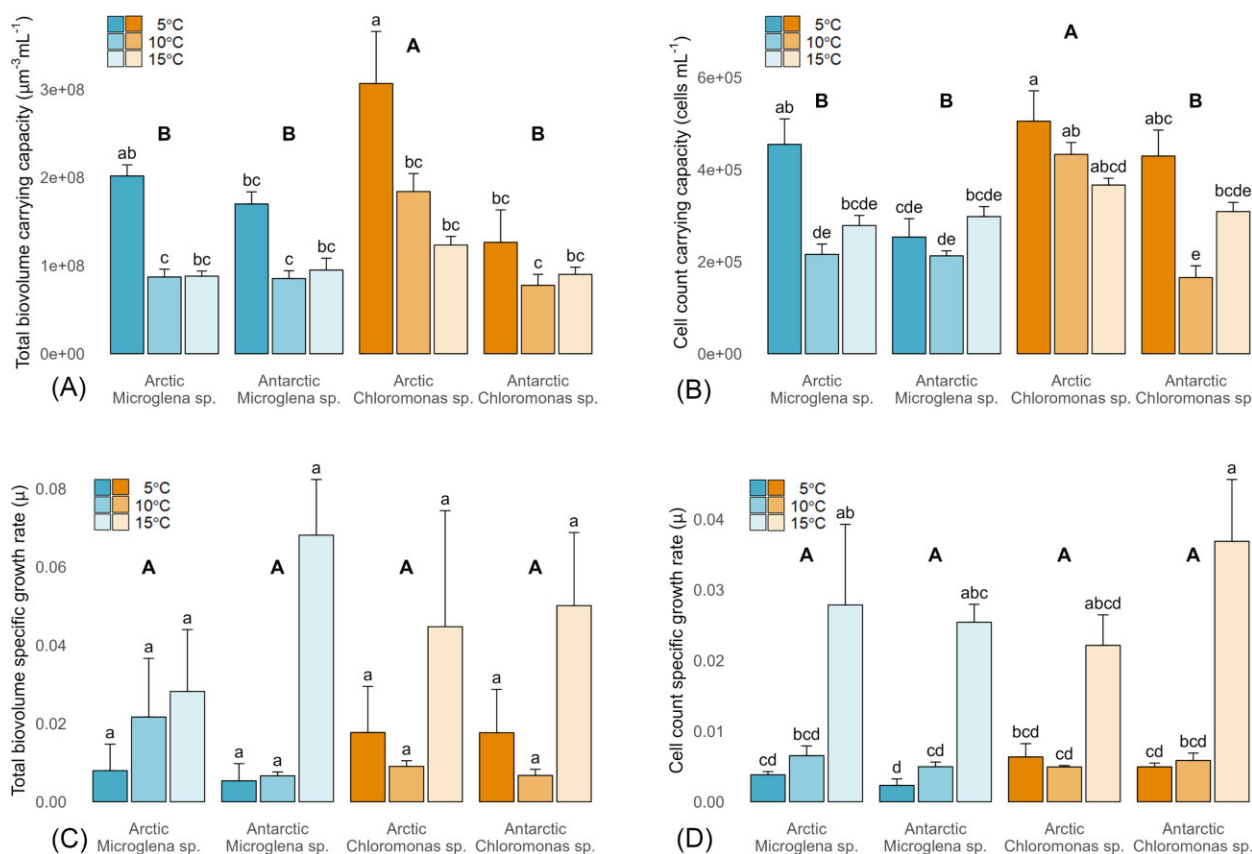 Total biovolume carrying capacity (μm⁻³mL⁻¹)
3e+08
2e+08
1e+08
0e+00
5°C
10°C
15°C
B
B
A
B
ab
c
bc
bc
c
bc
a
bc
bc
bc
c
bc
(A)
Arctic
Microglena sp.
Antarctic
Microglena sp.
Arctic
Chloromonas sp.
Antarctic
Chloromonas sp.
Cell count carrying capacity (cells mL⁻¹)
6e+05
4e+05
2e+05
0e+00
5°C
10°C
15°C
B
B
A
B
ab
de
bcde
cde
de
bcde
a
ab
abcd
abc
e
bcde
(B)
Arctic
Microglena sp.
Antarctic
Microglena sp.
Arctic
Chloromonas sp.
Antarctic
Chloromonas sp
Total biovolume specific growth rate (μ)
0.08
0.06
0.04
0.02
0.00
5°C
10°C
15°C
A
A
A
A
a
a
a
a
a
a
a
a
a
a
a
a
(C)
Arctic
Microglena sp.
Antarctic
Microglena sp.
Arctic
Chloromonas sp.
Antarctic
Chloromonas sp.
Cell count specific growth rate (μ)
0.04
0.03
0.02
0.01
0.00
5°C
10°C
15°C
A
A
A
A
cd
bcd
ab
d
cd
abc
bcd
cd
abcd
cd
bcd
a
(D)
Arctic
Microglena sp.
Antarctic
Microglena sp.
Arctic
Chloromonas sp.
Antarctic
Chloromonas sp.